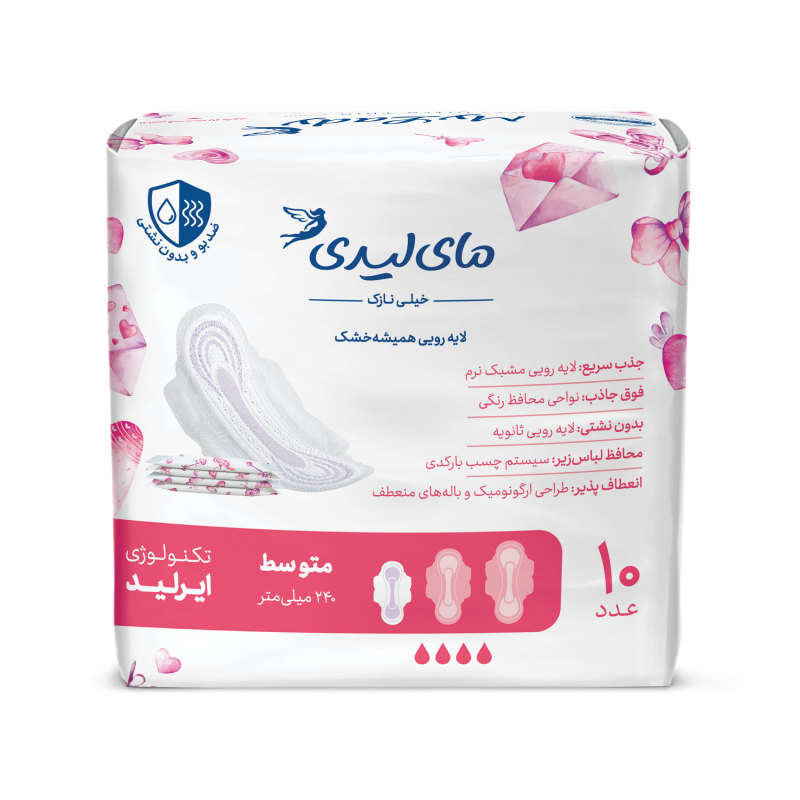 My Lady
ضد بو و بدون نشتی
مای لیدی
خیلی نازک
لایه رویی همیشه خشک
جذب سریع: لایه رویی مشبک نرم
فوق جاذب: نواحی محافظ رنگی
بدون نشتی: لایه رویی ثانویه
محافظ لباس زیر: سیستم چسب بارکدی
انعطاف پذیر: طراحی ارگونومیک و باله‌های منعطف
۱۰
عدد
متوسط
۲۴۰ میلی‌متر
تکنولوژی
ایرلید